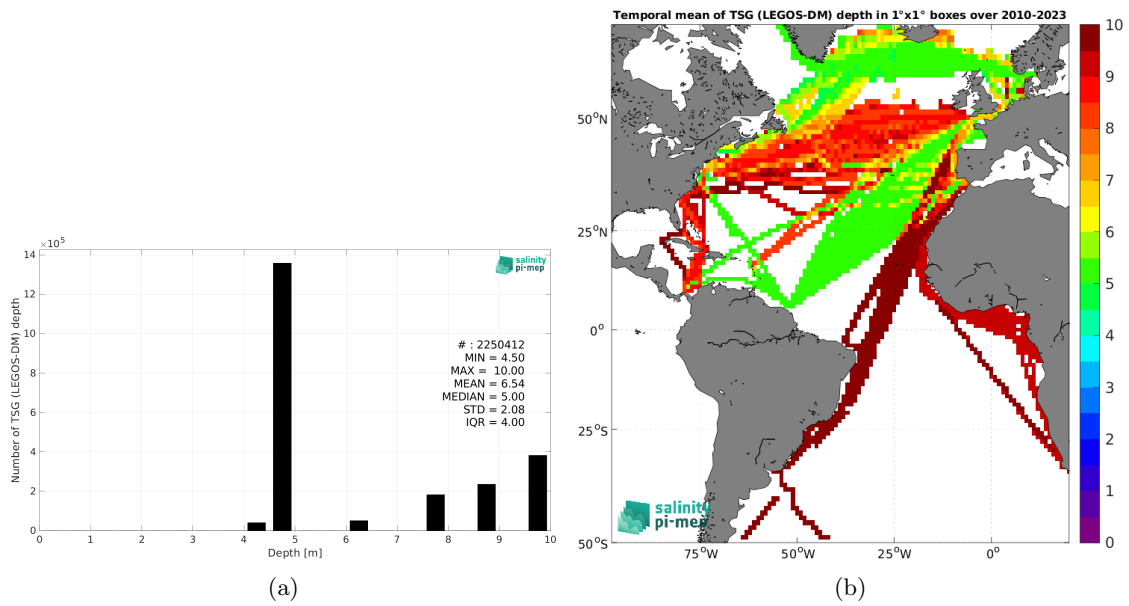 ×10⁵
14
12
10
8
6
4
2
0
Number of TSG (LEGOS-DM) depth
salinity
pi-mep
# : 2250412
MIN = 4.50
MAX = 10.00
MEAN = 6.54
MEDIAN = 5.00
STD = 2.08
IQR = 4.00
0 1 2 3 4 5 6 7 8 9 10
Depth [m]
(a)
Temporal mean of TSG (LEGOS-DM) depth in 1°x1° boxes over 2010-2023
50°N
25°N
0°
25°S
50°S
75°W 50°W 25°W 0°
salinity
pi-mep
10
9
8
7
6
5
4
3
2
1
0
(b)